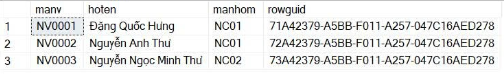 manv hoten manhom rowguid
1 NV0001 Đặng Quốc Hưng NC01 71A42379-A5BB-F011-A257-047C16AED278
2 NV0002 Nguyễn Anh Thư NC01 72A42379-A5BB-F011-A257-047C16AED278
3 NV0003 Nguyễn Ngọc Minh Thư NC02 73A42379-A5BB-F011-A257-047C16AED278